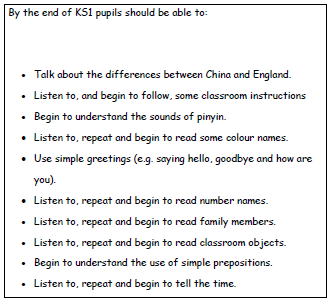 By the end of KS1 pupils should be able to:
• Talk about the differences between China and England.
• Listen to, and begin to follow, some classroom instructions
• Begin to understand the sounds of pinyin.
• Listen to, repeat and begin to read some colour names.
• Use simple greetings (e.g. saying hello, goodbye and how are
you).
• Listen to, repeat and begin to read number names.
• Listen to, repeat and begin to read family members.
• Listen to, repeat and begin to read classroom objects.
• Begin to understand the use of simple prepositions.
• Listen to, repeat and begin to tell the time.